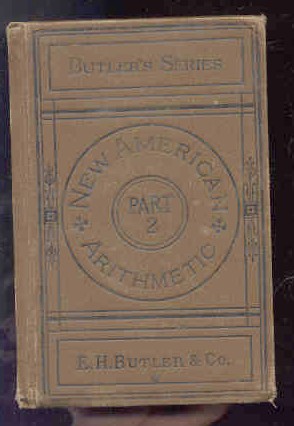 BUTLER'S SERIES
NEW AMERICAN
PART
2
ARITHMETIC
E.H.BUTLER & CO.